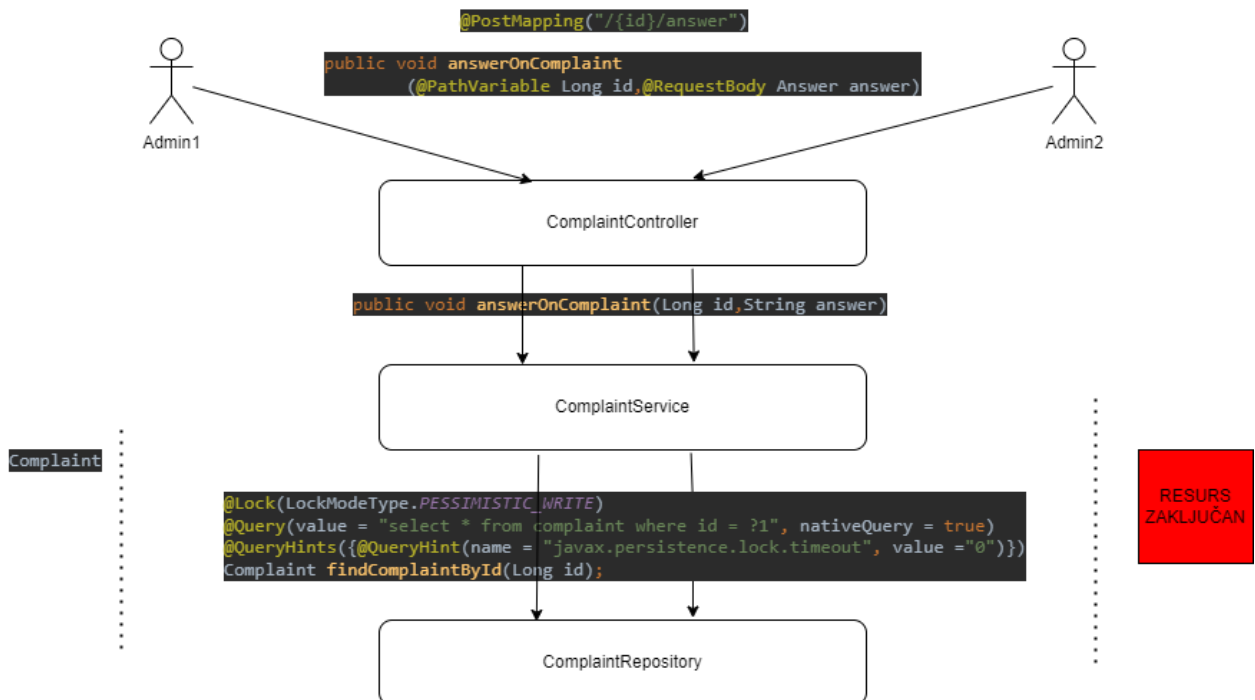 @PostMapping("/{id}/answer")
public void answerOnComplaint
(@PathVariable Long id,@RequestBody Answer answer)
Admin1
Admin2
ComplaintController
public void answerOnComplaint(Long id,String answer)
ComplaintService
Complaint
@Lock(LockModeType.PESSIMISTIC_WRITE)
@Query(value = "select * from complaint where id = ?1", nativeQuery = true)
@QueryHints({@QueryHint(name = "javax.persistence.lock.timeout", value ="0")})
Complaint findComplaintById(Long id);
RESURS
ZAKLJUČAN
ComplaintRepository